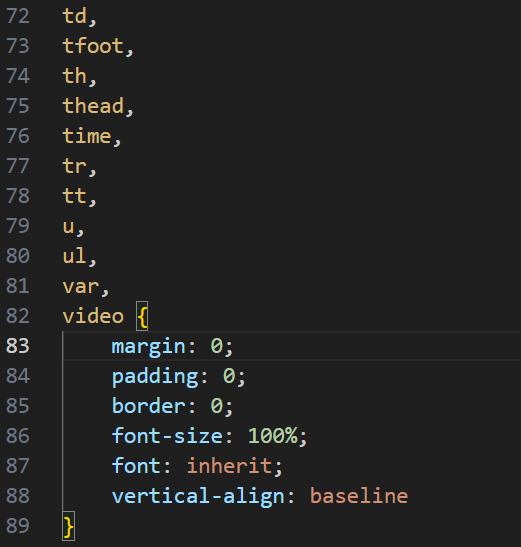 72 td,
73 tfoot,
74 th,
75 thead,
76 time,
77 tr,
78 tt,
79 u,
80 ul,
81 var,
82 video {
83 margin: 0;
84 padding: 0;
85 border: 0;
86 font-size: 100%;
87 font: inherit;
88 vertical-align: baseline
89 }